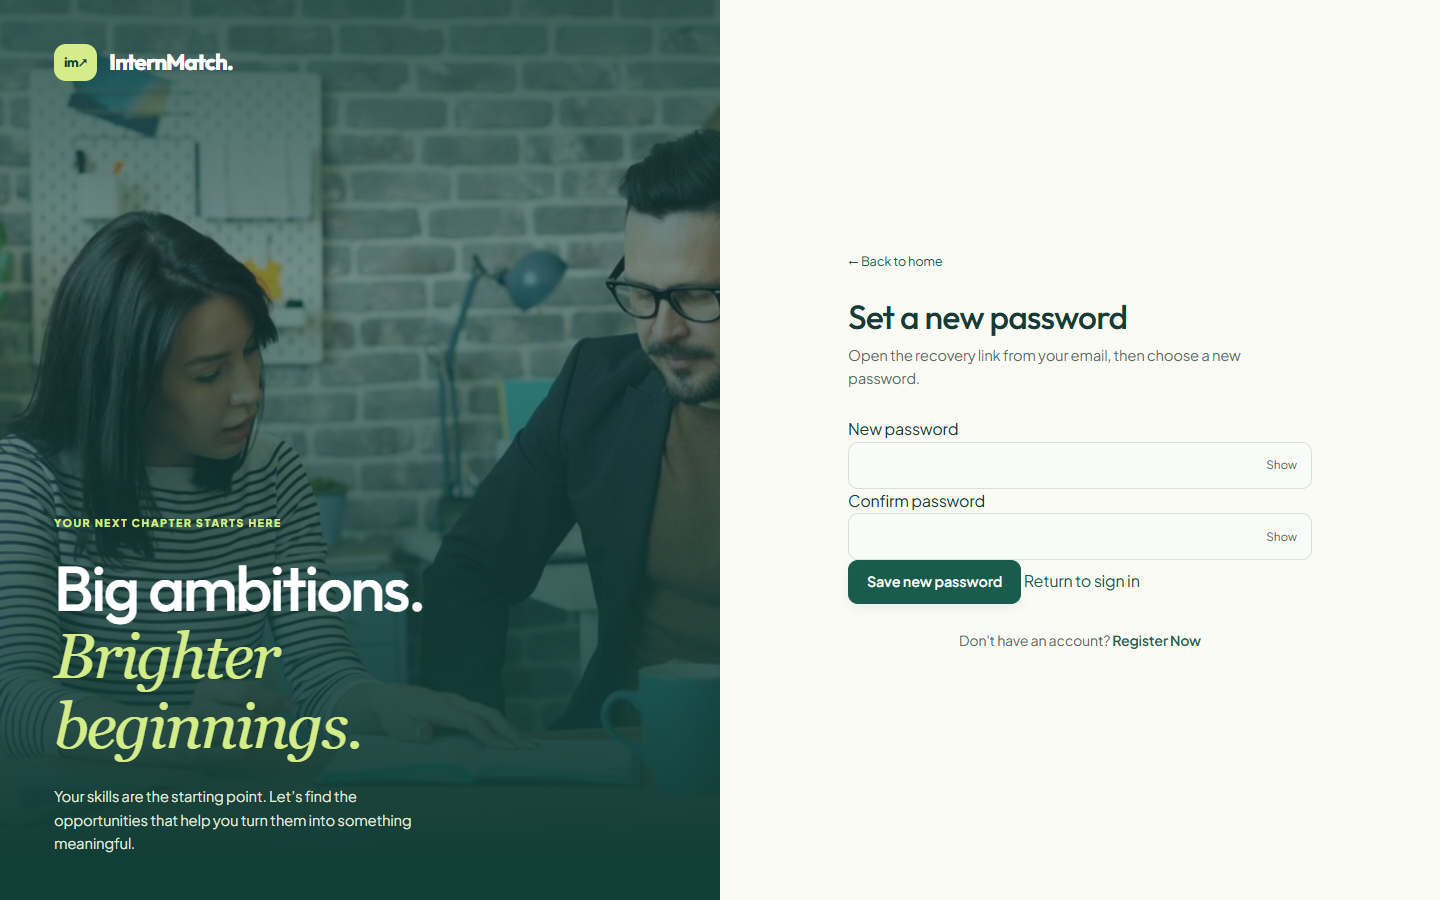 im↗ InternMatch.
YOUR NEXT CHAPTER STARTS HERE
Big ambitions.
Brighter
beginnings.
Your skills are the starting point. Let’s find the
opportunities that help you turn them into something
meaningful.
← Back to home
Set a new password
Open the recovery link from your email, then choose a new
password.
New password
Show
Confirm password
Show
Save new password Return to sign in
Don't have an account? Register Now